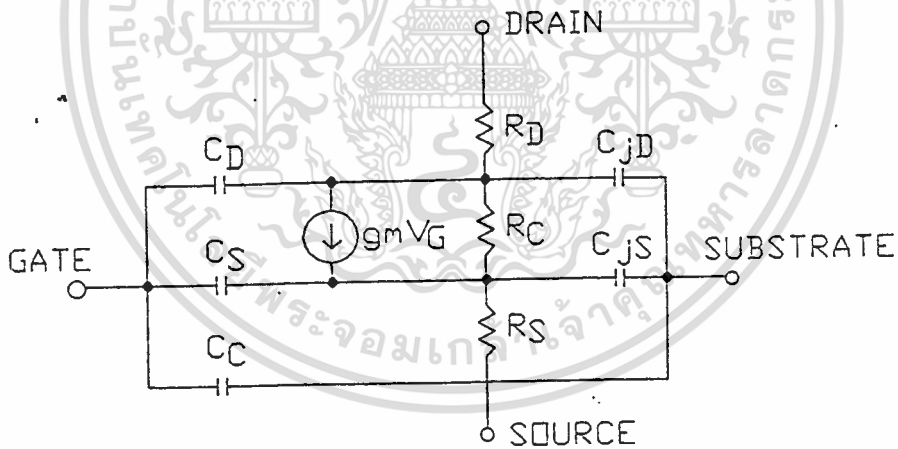 DRAIN
RD
CD
CjD
gmVG
RC
GATE
CS
CjS
SUBSTRATE
RS
CC
SOURCE